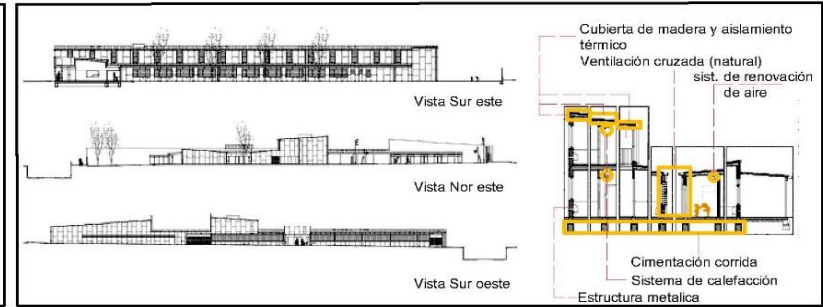 Vista Sur este
Vista Nor este
Vista Sur oeste
Cubierta de madera y aislamiento
térmico
Ventilación cruzada (natural)
sist. de renovación
de aire
Cimentación corrida
Sistema de calefacción
Estructura metalica